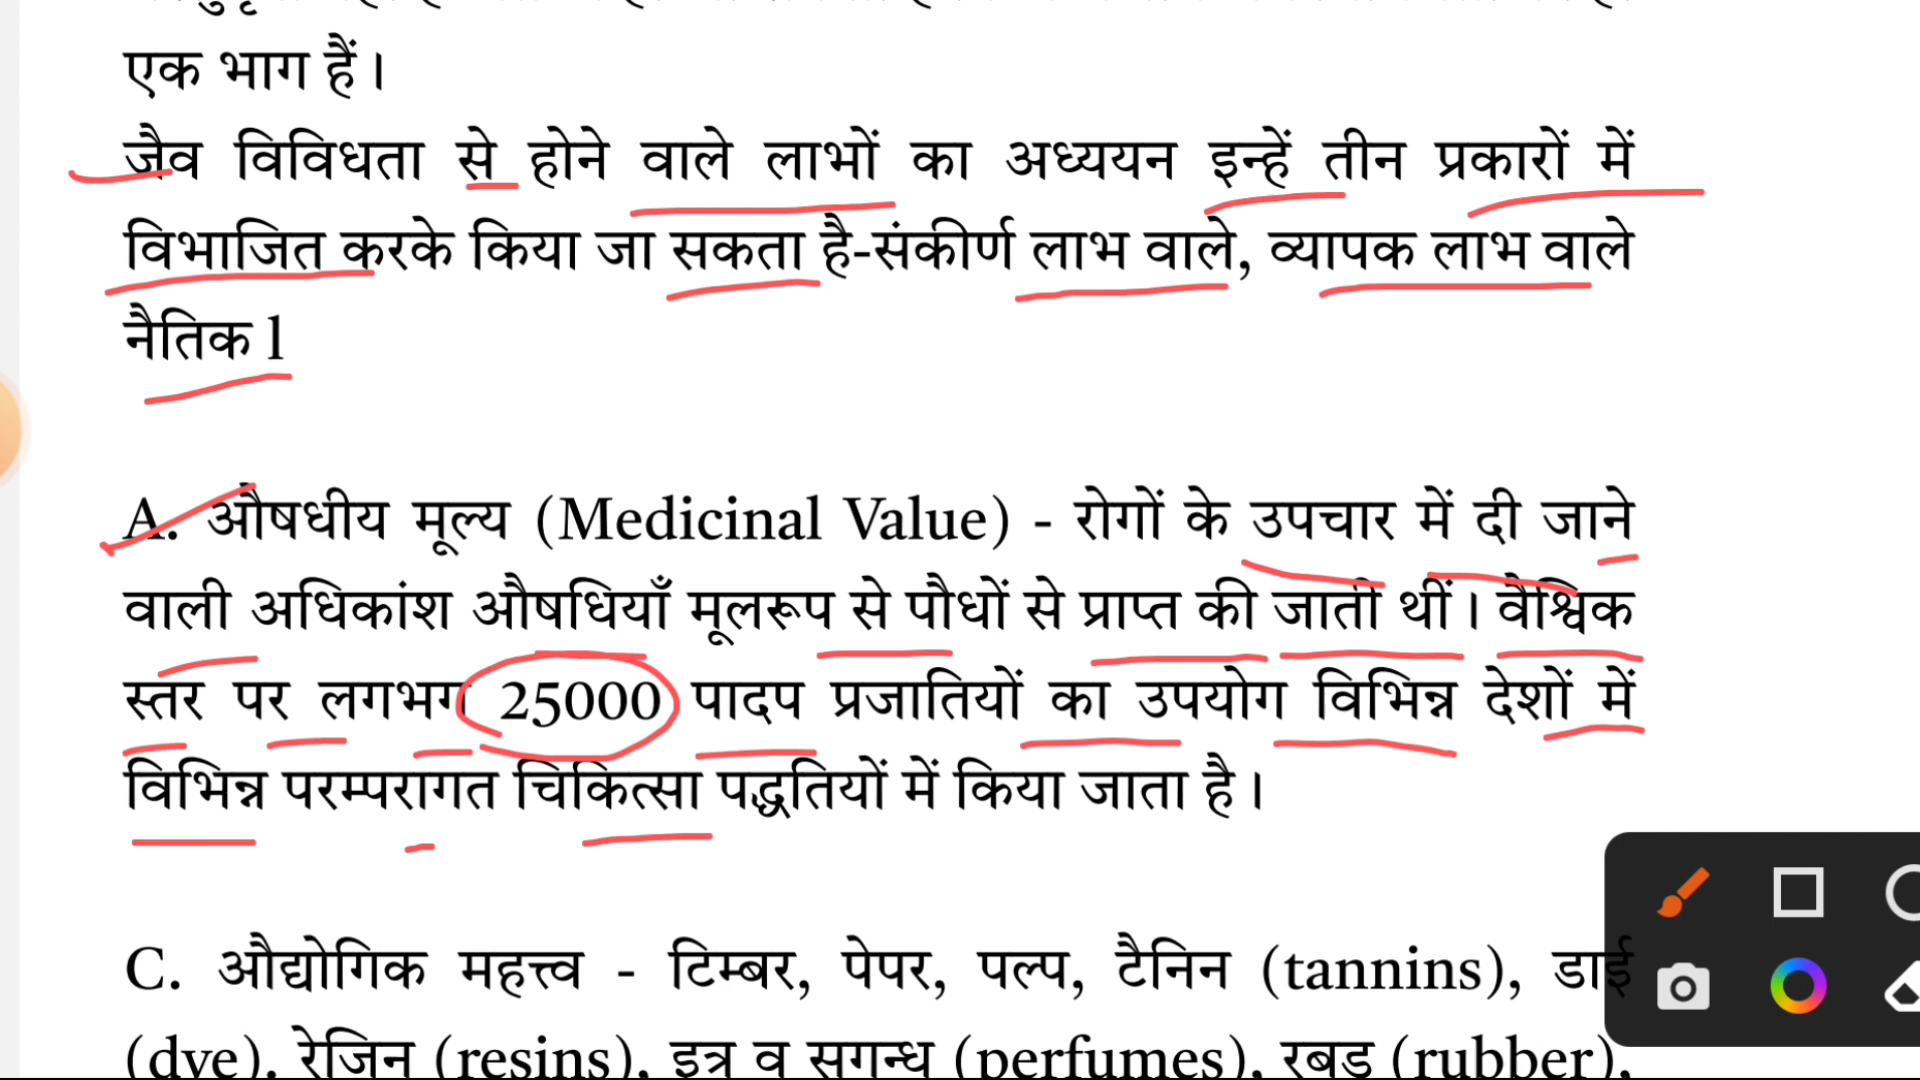 एक भाग हैं।
जैव विविधता से होने वाले लाभों का अध्ययन इन्हें तीन प्रकारों में
विभाजित करके किया जा सकता है-संकीर्ण लाभ वाले, व्यापक लाभ वाले
नैतिक l
A. औषधीय मूल्य (Medicinal Value) - रोगों के उपचार में दी जाने
वाली अधिकांश औषधियाँ मूलरूप से पौधों से प्राप्त की जाती थीं। वैश्विक
स्तर पर लगभग 25000 पादप प्रजातियों का उपयोग विभिन्न देशों में
विभिन्न परम्परागत चिकित्सा पद्धतियों में किया जाता है।
C. औद्योगिक महत्त्व - टिम्बर, पेपर, पल्प, टैनिन (tannins), डाई
(dye), रेजिन (resins), इत्र व सुगन्ध (perfumes), रबड़ (rubber),